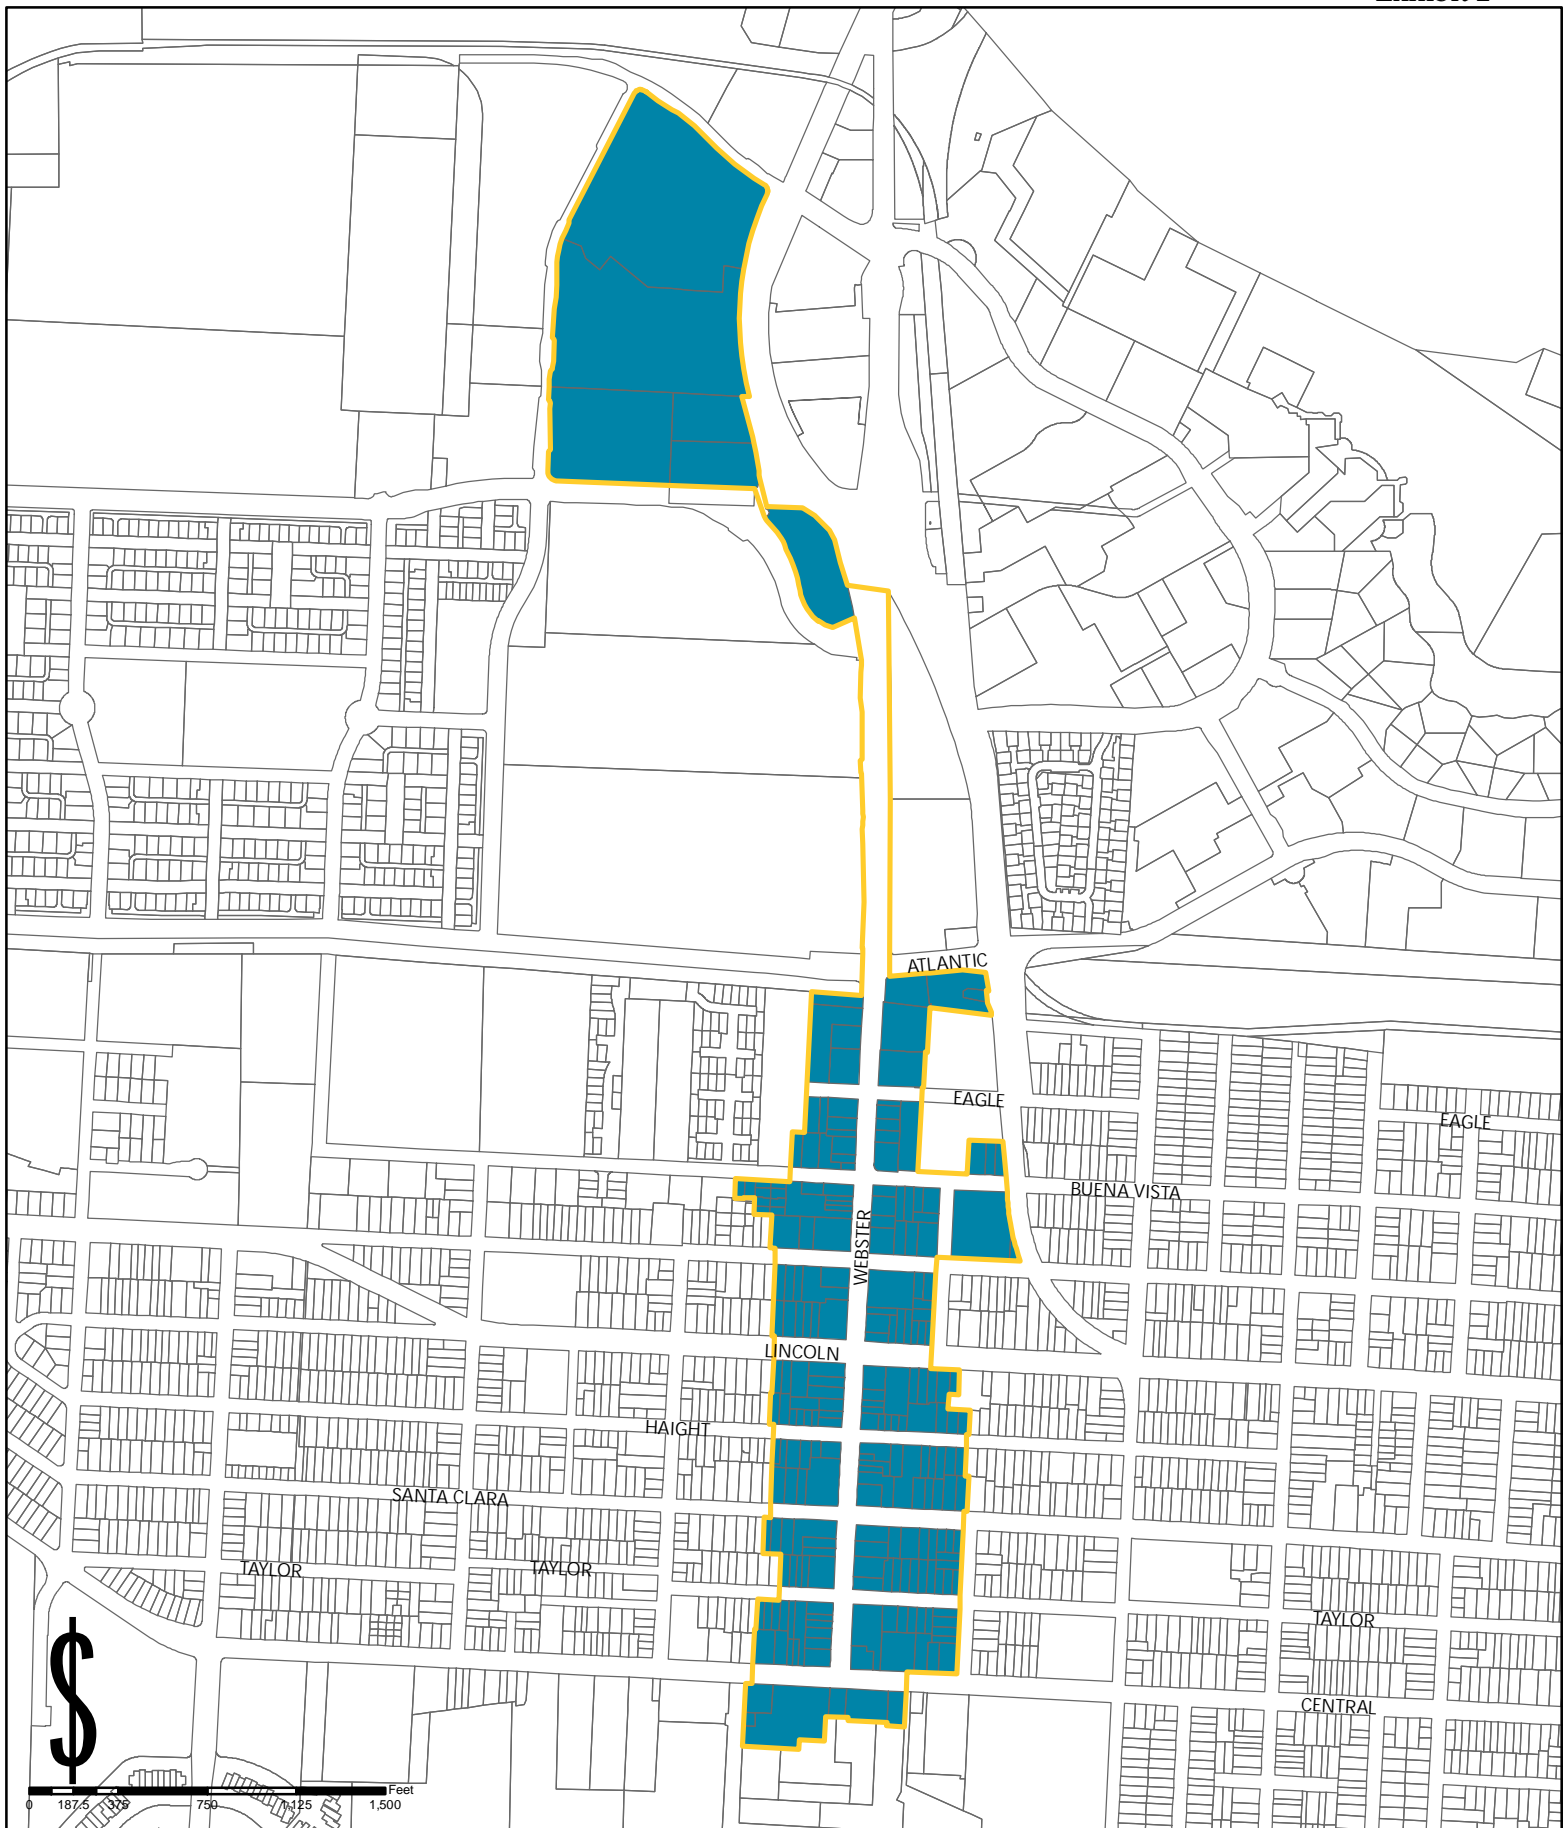 ATLANTIC
EAGLE
EAGLE
BUENA VISTA
WEBSTER
LINCOLN
HAIGHT
SANTA CLARA
TAYLOR
TAYLOR
TAYLOR
CENTRAL
$
Feet
0 187.5 375 750 1,125 1,500